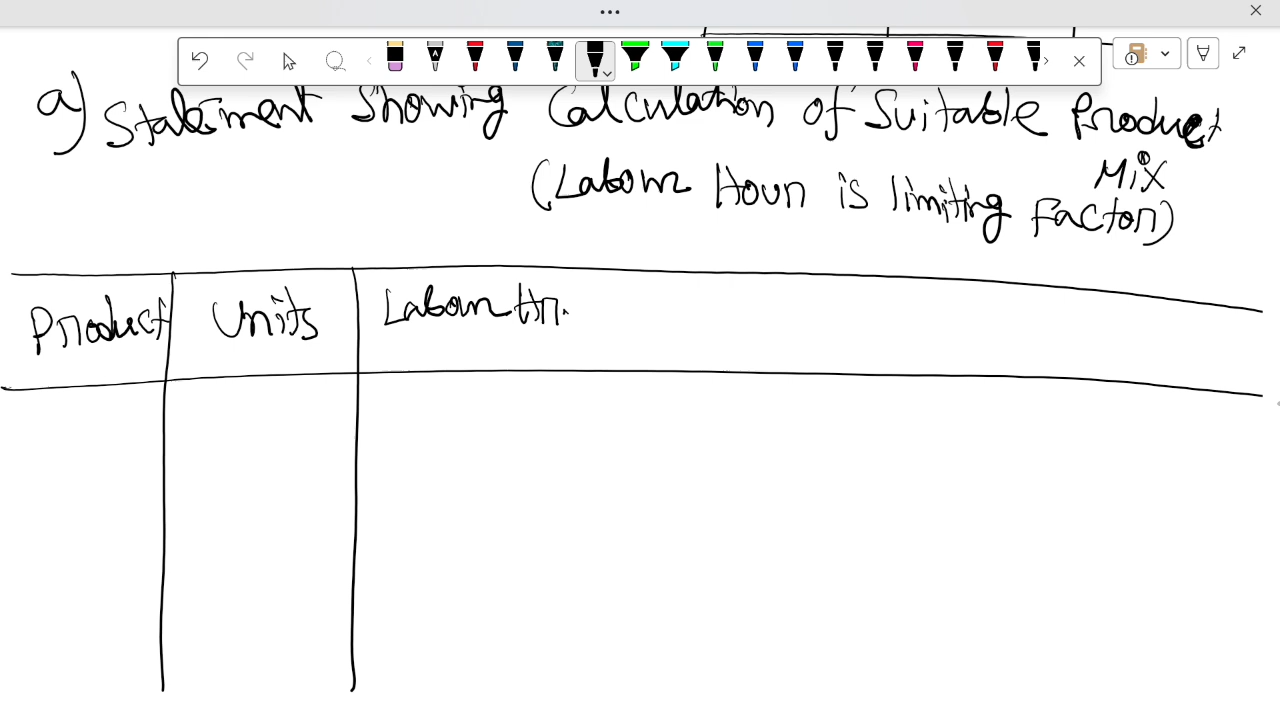 a) Statement Showing Calculation of Suitable Product
Mix
(Labour Hour is limiting Factor)
Product Units Labour Hr.